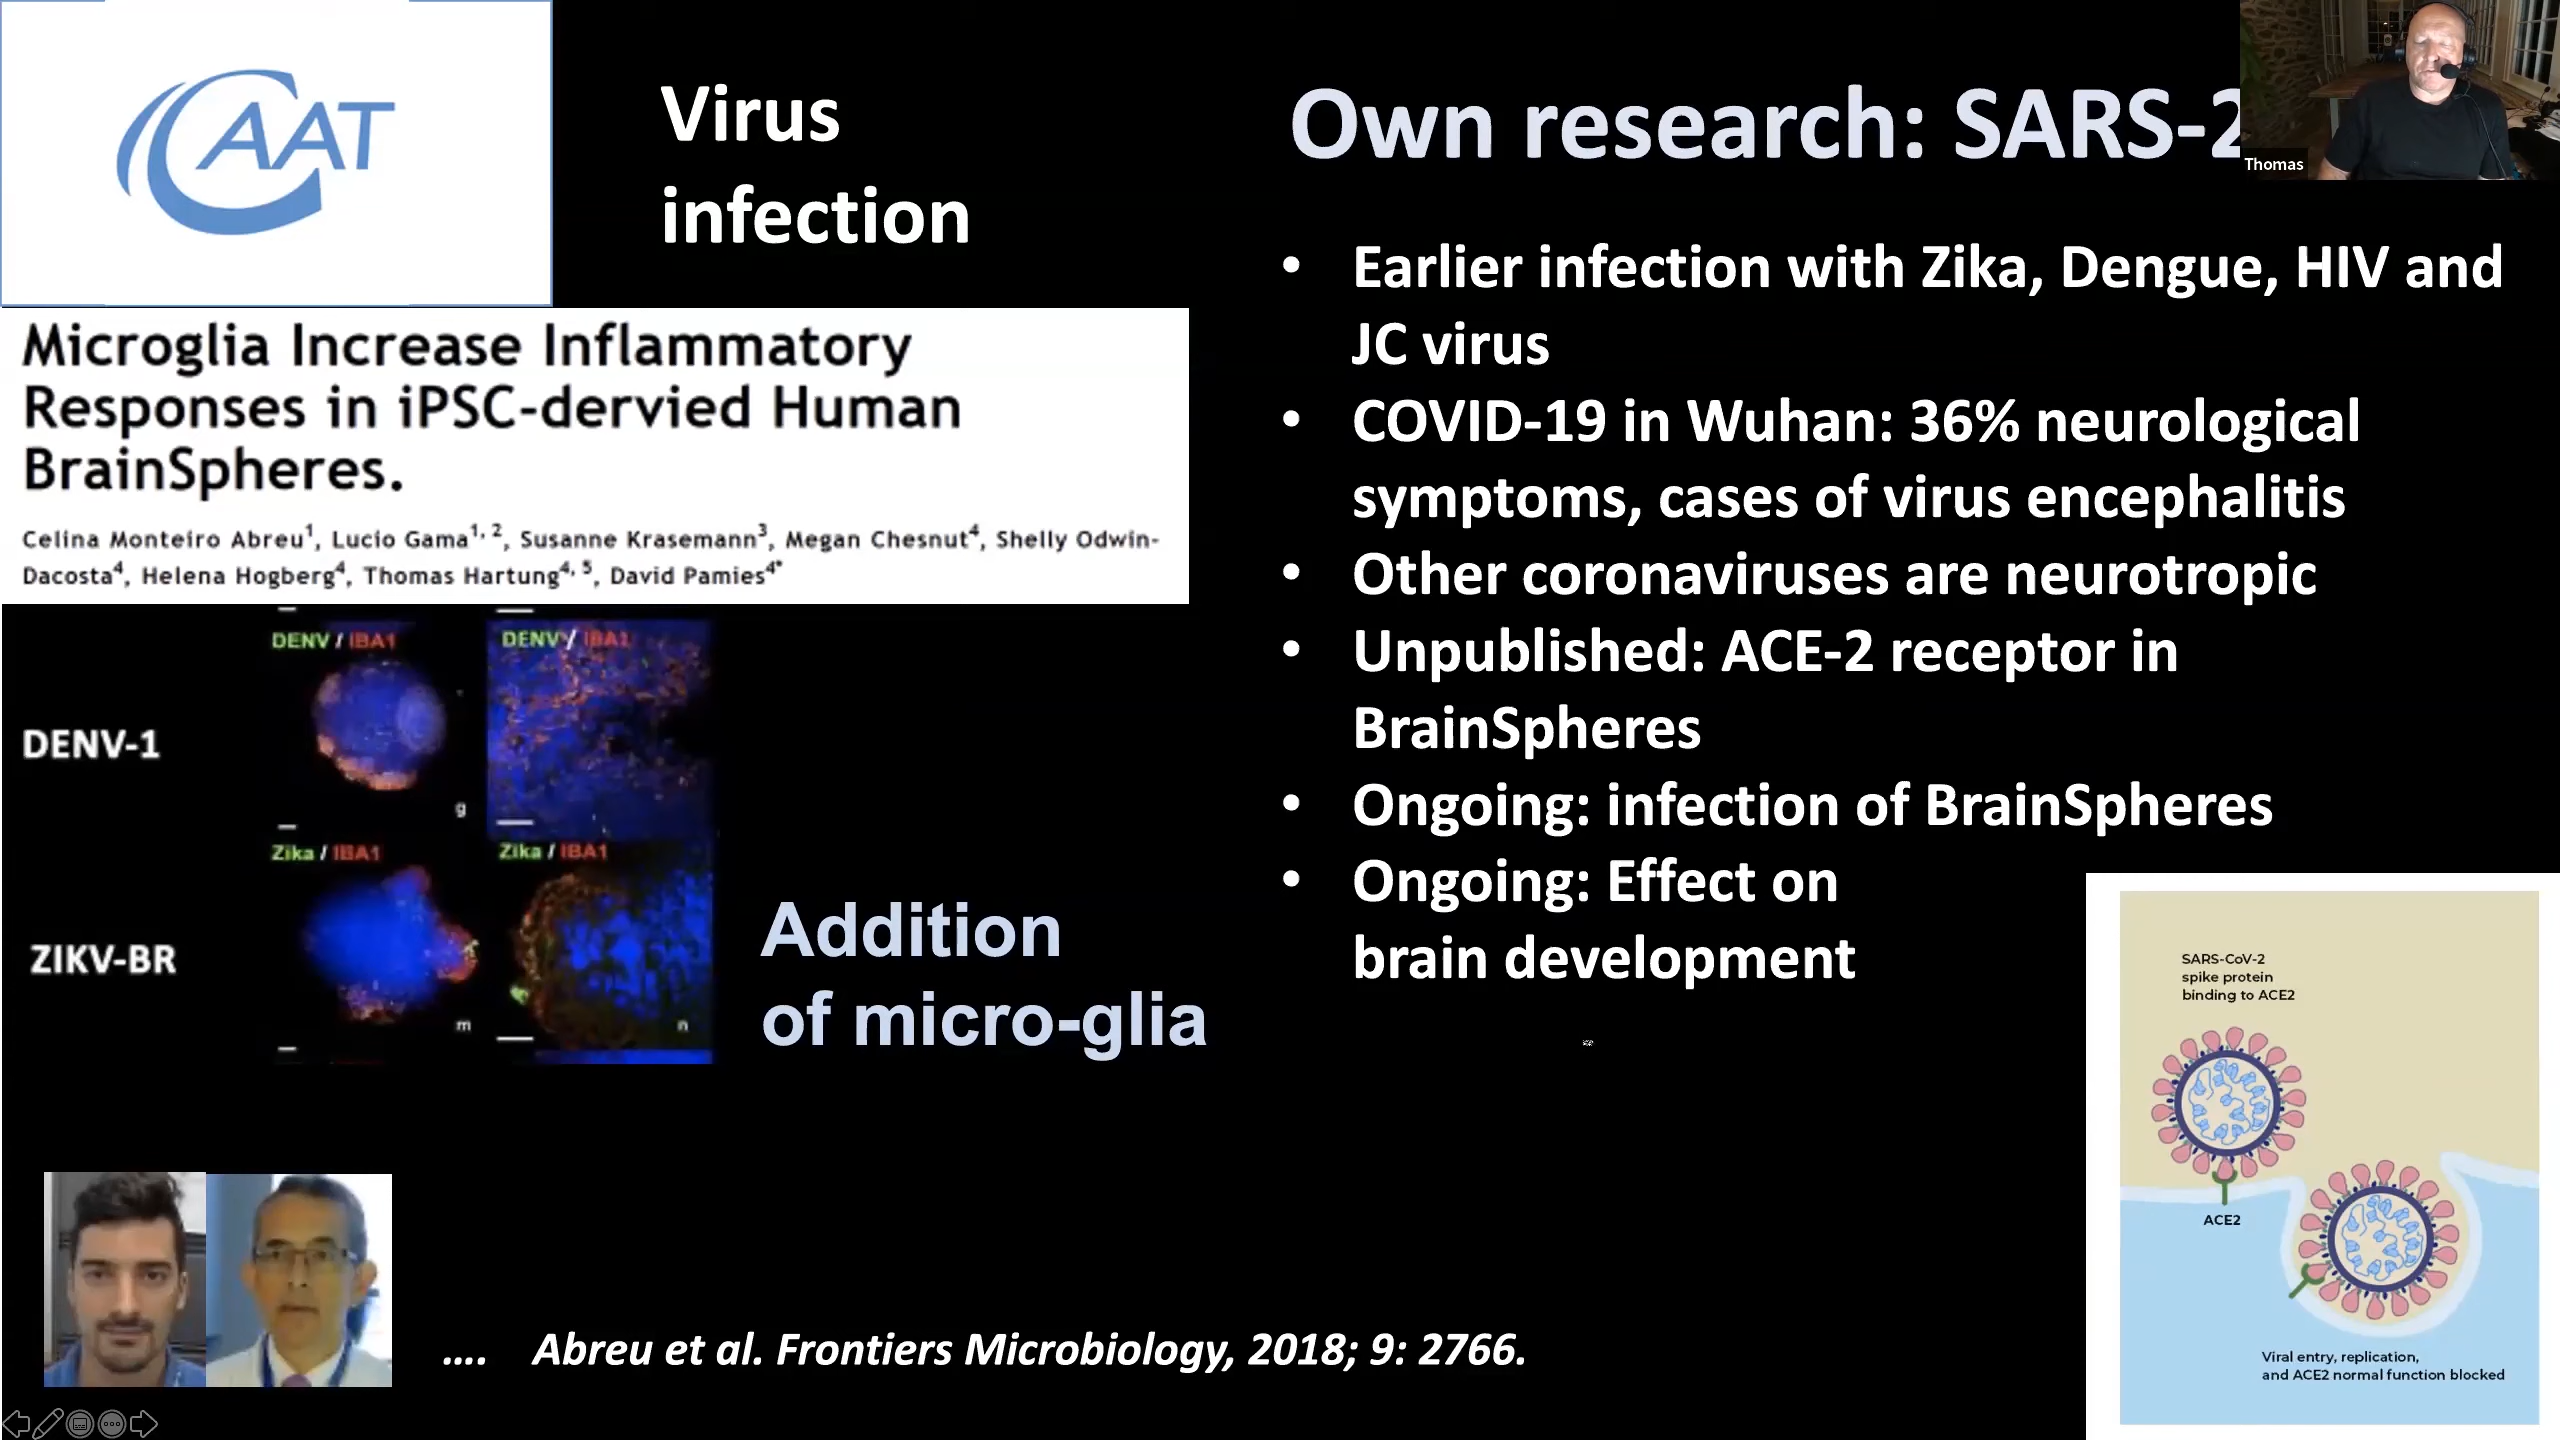 CAAT
Virus
infection
Own research: SARS-2
Thomas
Microglia Increase Inflammatory
Responses in iPSC-dervied Human
BrainSpheres.
Celina Monteiro Abreu1, Lucio Gama1, 2, Susanne Krasemann3, Megan Chesnut4, Shelly Odwin-
Dacosta4, Helena Hogberg4, Thomas Hartung4, 5, David Pamies4*
• Earlier infection with Zika, Dengue, HIV and
JC virus
• COVID-19 in Wuhan: 36% neurological
symptoms, cases of virus encephalitis
• Other coronaviruses are neurotropic
• Unpublished: ACE-2 receptor in
BrainSpheres
• Ongoing: infection of BrainSpheres
• Ongoing: Effect on
brain development
DENV / IBA1
DENV / IBA1
DENV-1
g
Zika / IBA1
Zika / IBA1
ZIKV-BR
m
n
Addition
of micro-glia
SARS-CoV-2
spike protein
binding to ACE2
ACE2
Viral entry, replication,
and ACE2 normal function blocked
.... Abreu et al. Frontiers Microbiology, 2018; 9: 2766.